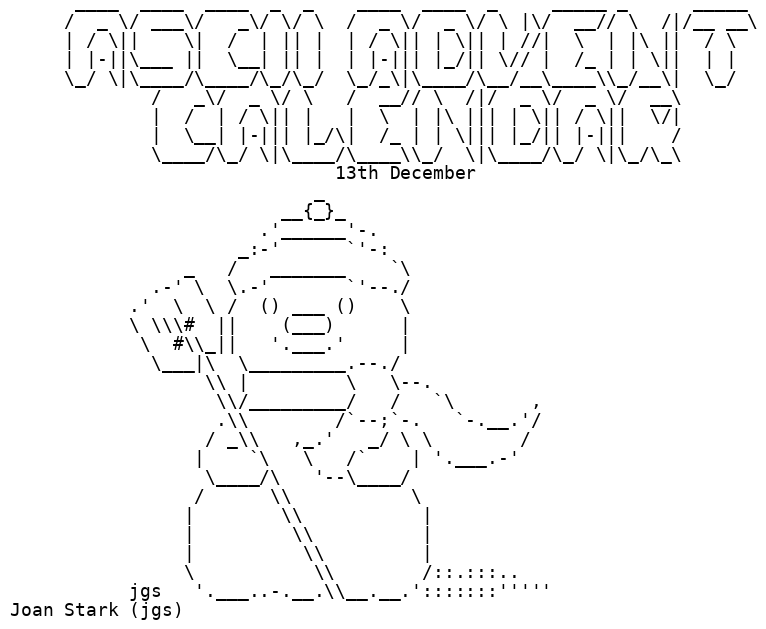 ASCII ADVENT
CALENDAR
13th December
jgs
Joan Stark (jgs)